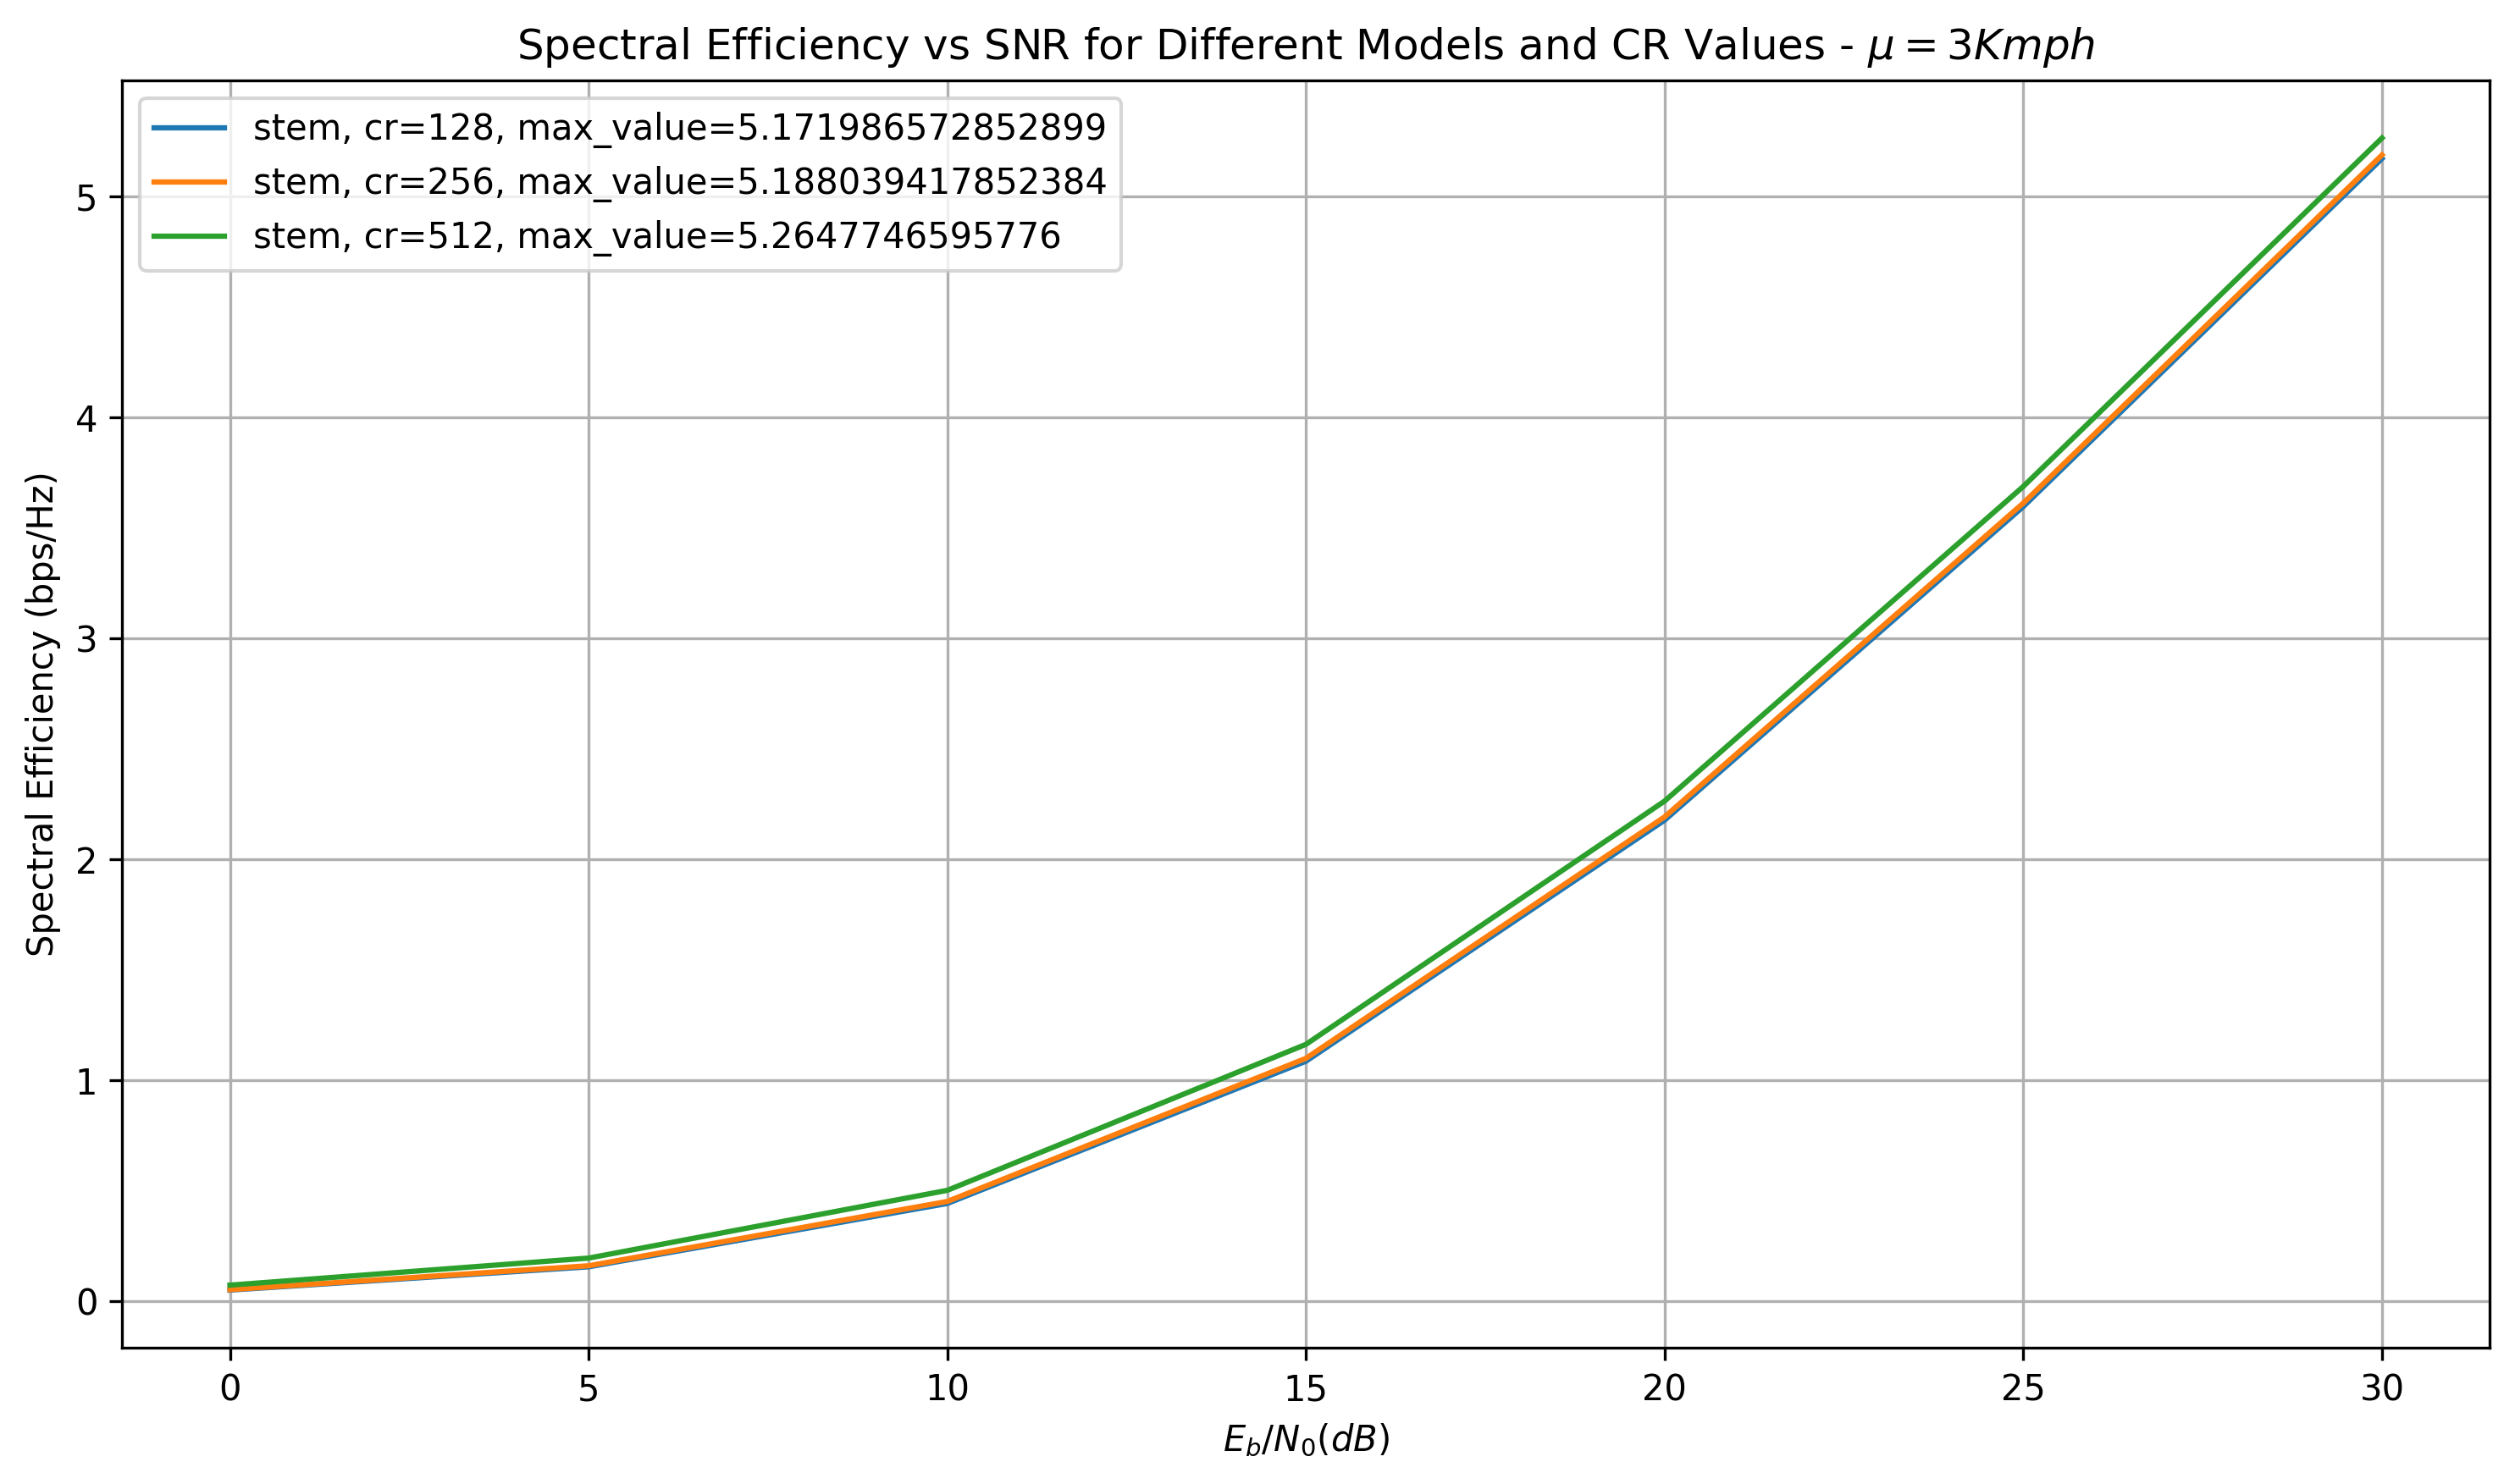 Spectral Efficiency vs SNR for Different Models and CR Values - μ = 3Kmph
stem, cr=128, max_value=5.171986572852899
stem, cr=256, max_value=5.188039417852384
stem, cr=512, max_value=5.2647746595776
Spectral Efficiency (bps/Hz)
5
4
3
2
1
0
0 5 10 15 20 25 30
E_b/N_0(dB)